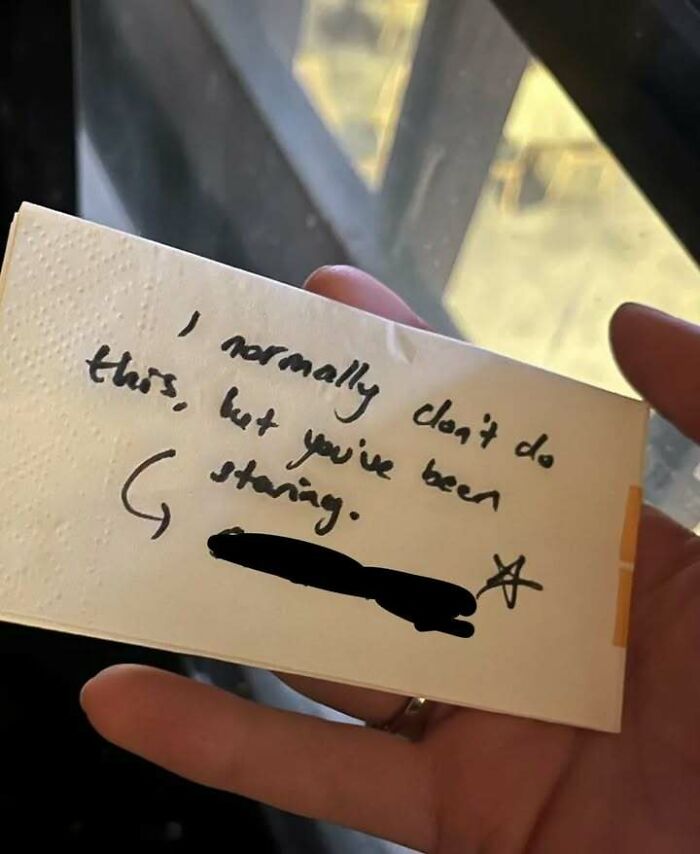 I normally don't do
this, but you've been
staring.